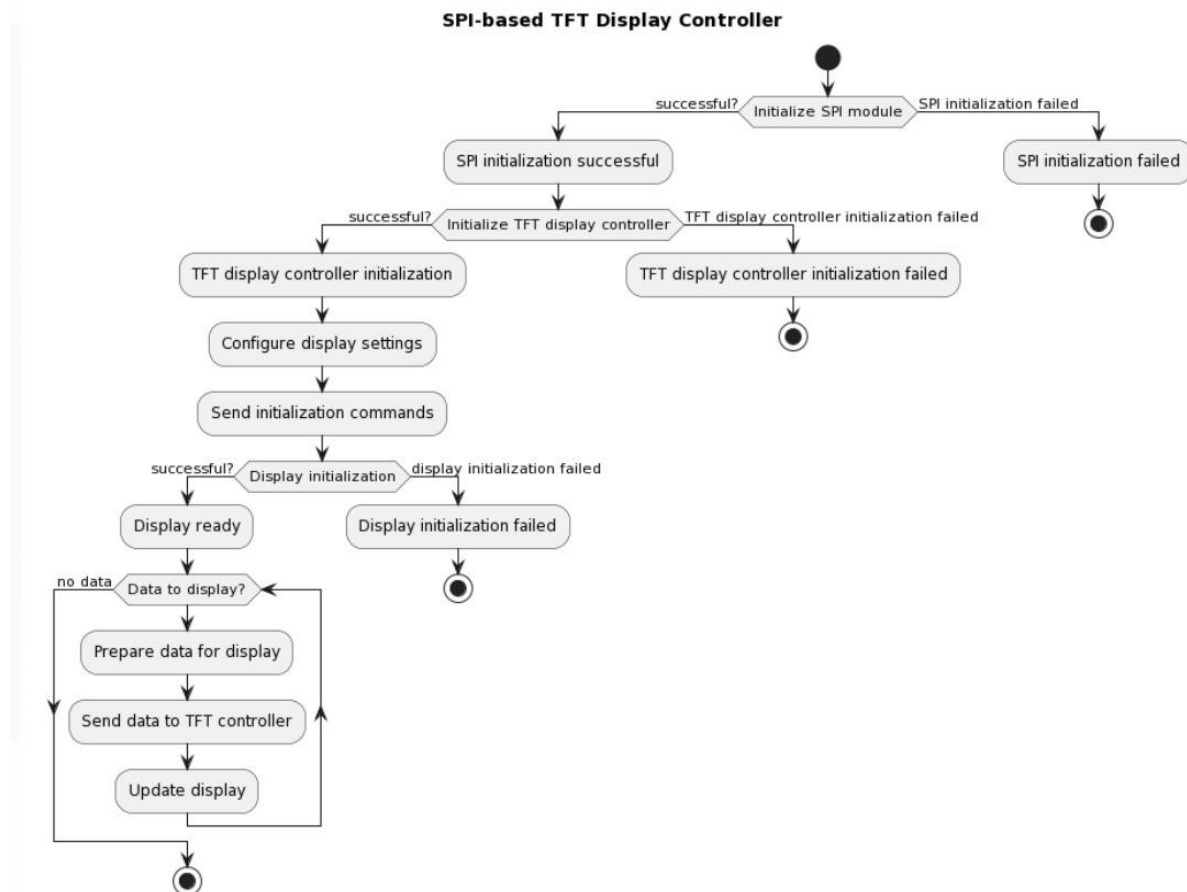 SPI-based TFT Display Controller
successful?
Initialize SPI module
SPI initialization failed
SPI initialization successful
SPI initialization failed
successful?
Initialize TFT display controller
TFT display controller initialization failed
TFT display controller initialization
TFT display controller initialization failed
Configure display settings
Send initialization commands
successful?
Display initialization
display initialization failed
Display ready
Display initialization failed
no data
Data to display?
Prepare data for display
Send data to TFT controller
Update display